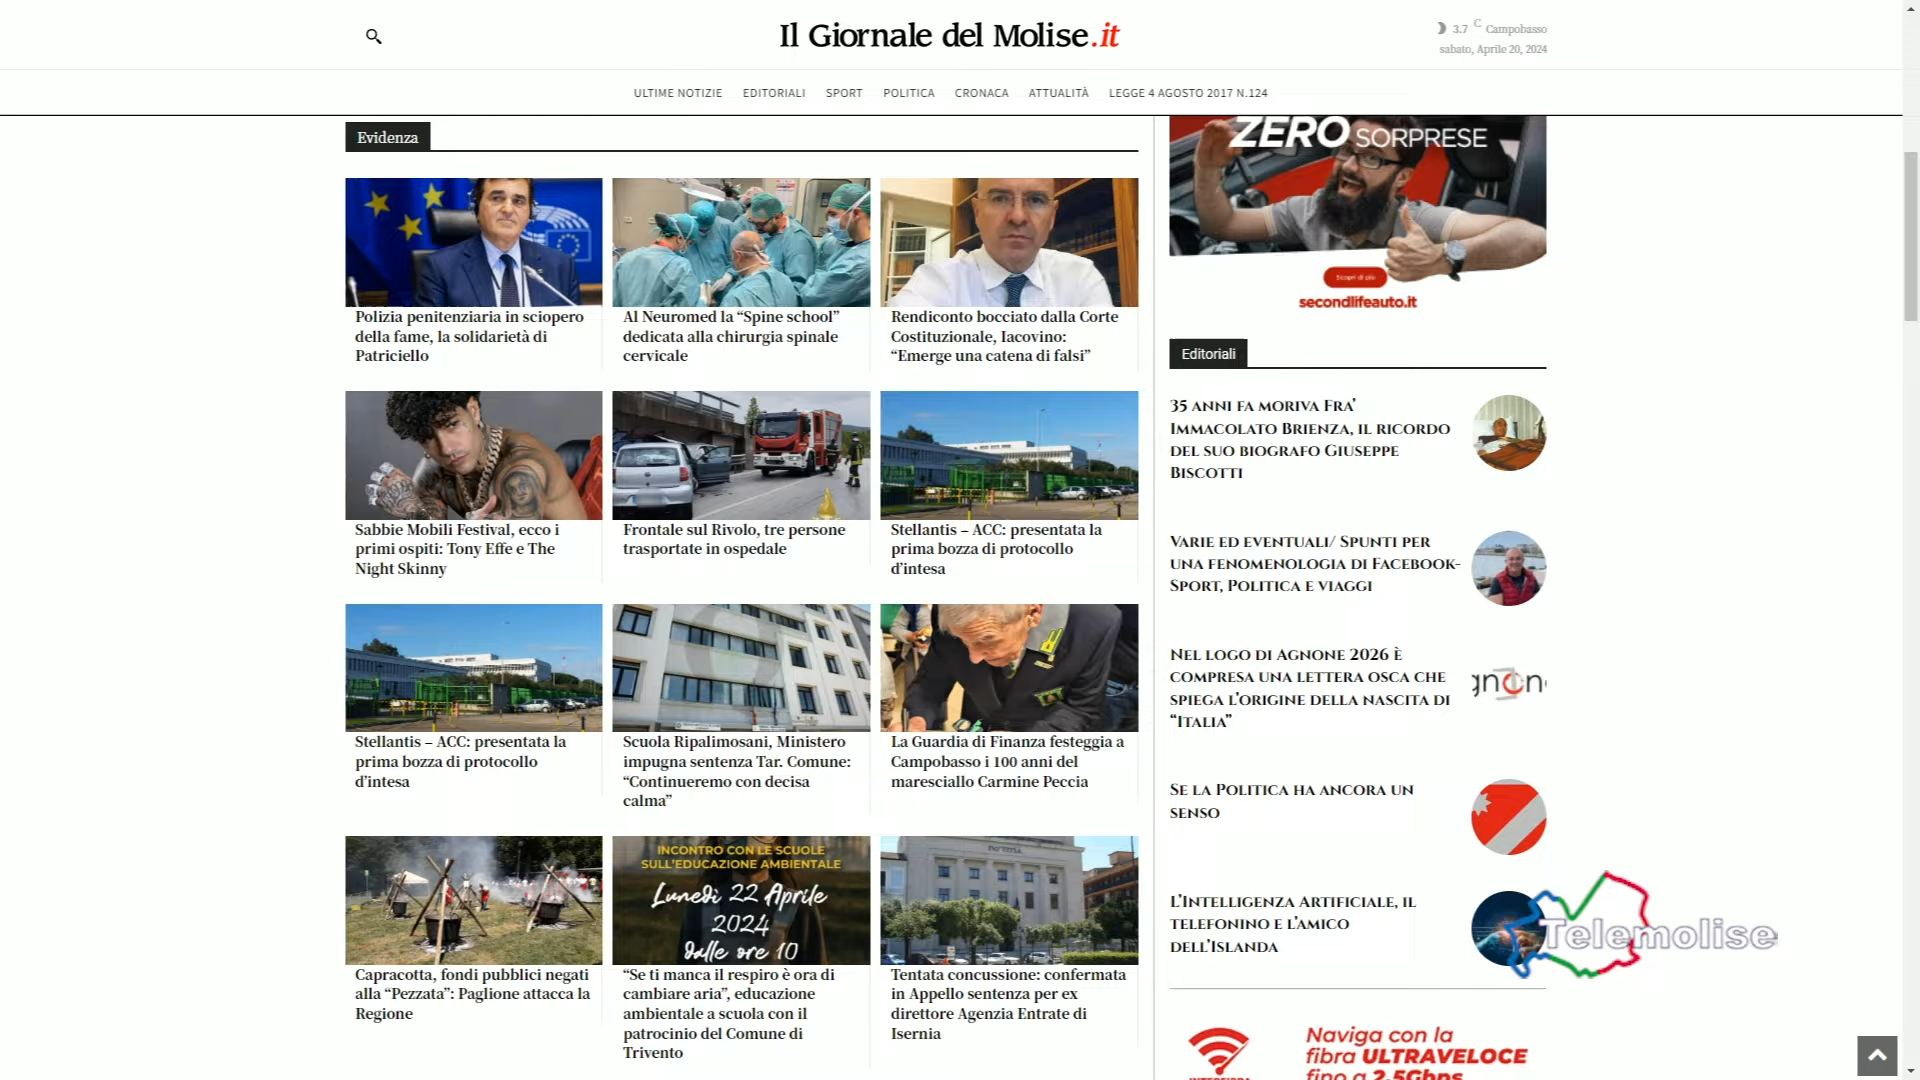 Il Giornale del Molise.it
3.7 C Campobasso
sabato, Aprile 20, 2024
ULTIME NOTIZIE EDITORIALI SPORT POLITICA CRONACA ATTUALITÀ LEGGE 4 AGOSTO 2017 N.124
Evidenza
Polizia penitenziaria in sciopero
della fame, la solidarietà di
Patriciello
Al Neuromed la “Spine school”
dedicata alla chirurgia spinale
cervicale
Rendiconto bocciato dalla Corte
Costituzionale, Iacovino:
“Emerge una catena di falsi”
Sabbie Mobili Festival, ecco i
primi ospiti: Tony Effe e The
Night Skinny
Frontale sul Rivolo, tre persone
trasportate in ospedale
Stellantis – ACC: presentata la
prima bozza di protocollo
d’intesa
Stellantis – ACC: presentata la
prima bozza di protocollo
d’intesa
Scuola Ripalimosani, Ministero
impugna sentenza Tar. Comune:
“Continueremo con decisa
calma”
La Guardia di Finanza festeggia a
Campobasso i 100 anni del
maresciallo Carmine Peccia
INCONTRO CON LE SCUOLE
SULL'EDUCAZIONE AMBIENTALE
Lunedì 22 Aprile
2024
dalle ore 10
Capracotta, fondi pubblici negati
alla “Pezzata”: Paglione attacca la
Regione
“Se ti manca il respiro è ora di
cambiare aria”, educazione
ambientale a scuola con il
patrocinio del Comune di
Trivento
Tentata concussione: confermata
in Appello sentenza per ex
direttore Agenzia Entrate di
Isernia
ZERO SORPRESE
Scopri di più
secondlifeauto.it
Editoriali
35 anni fa moriva Fra’
Immacolato Brienza, il ricordo
del suo biografo Giuseppe
Biscotti
Varie ed eventuali/ Spunti per
una fenomenologia di Facebook-
Sport, Politica e viaggi
Nel logo di Agnone 2026 è
compresa una lettera osca che
spiega l’origine della nascita di
“Italia”
Se la Politica ha ancora un
senso
L’Intelligenza Artificiale, il
telefonino e l’amico
dell’Islanda
Telemolise
Naviga con la
fibra ULTRAVELOCE
fino a 2.5Gbps